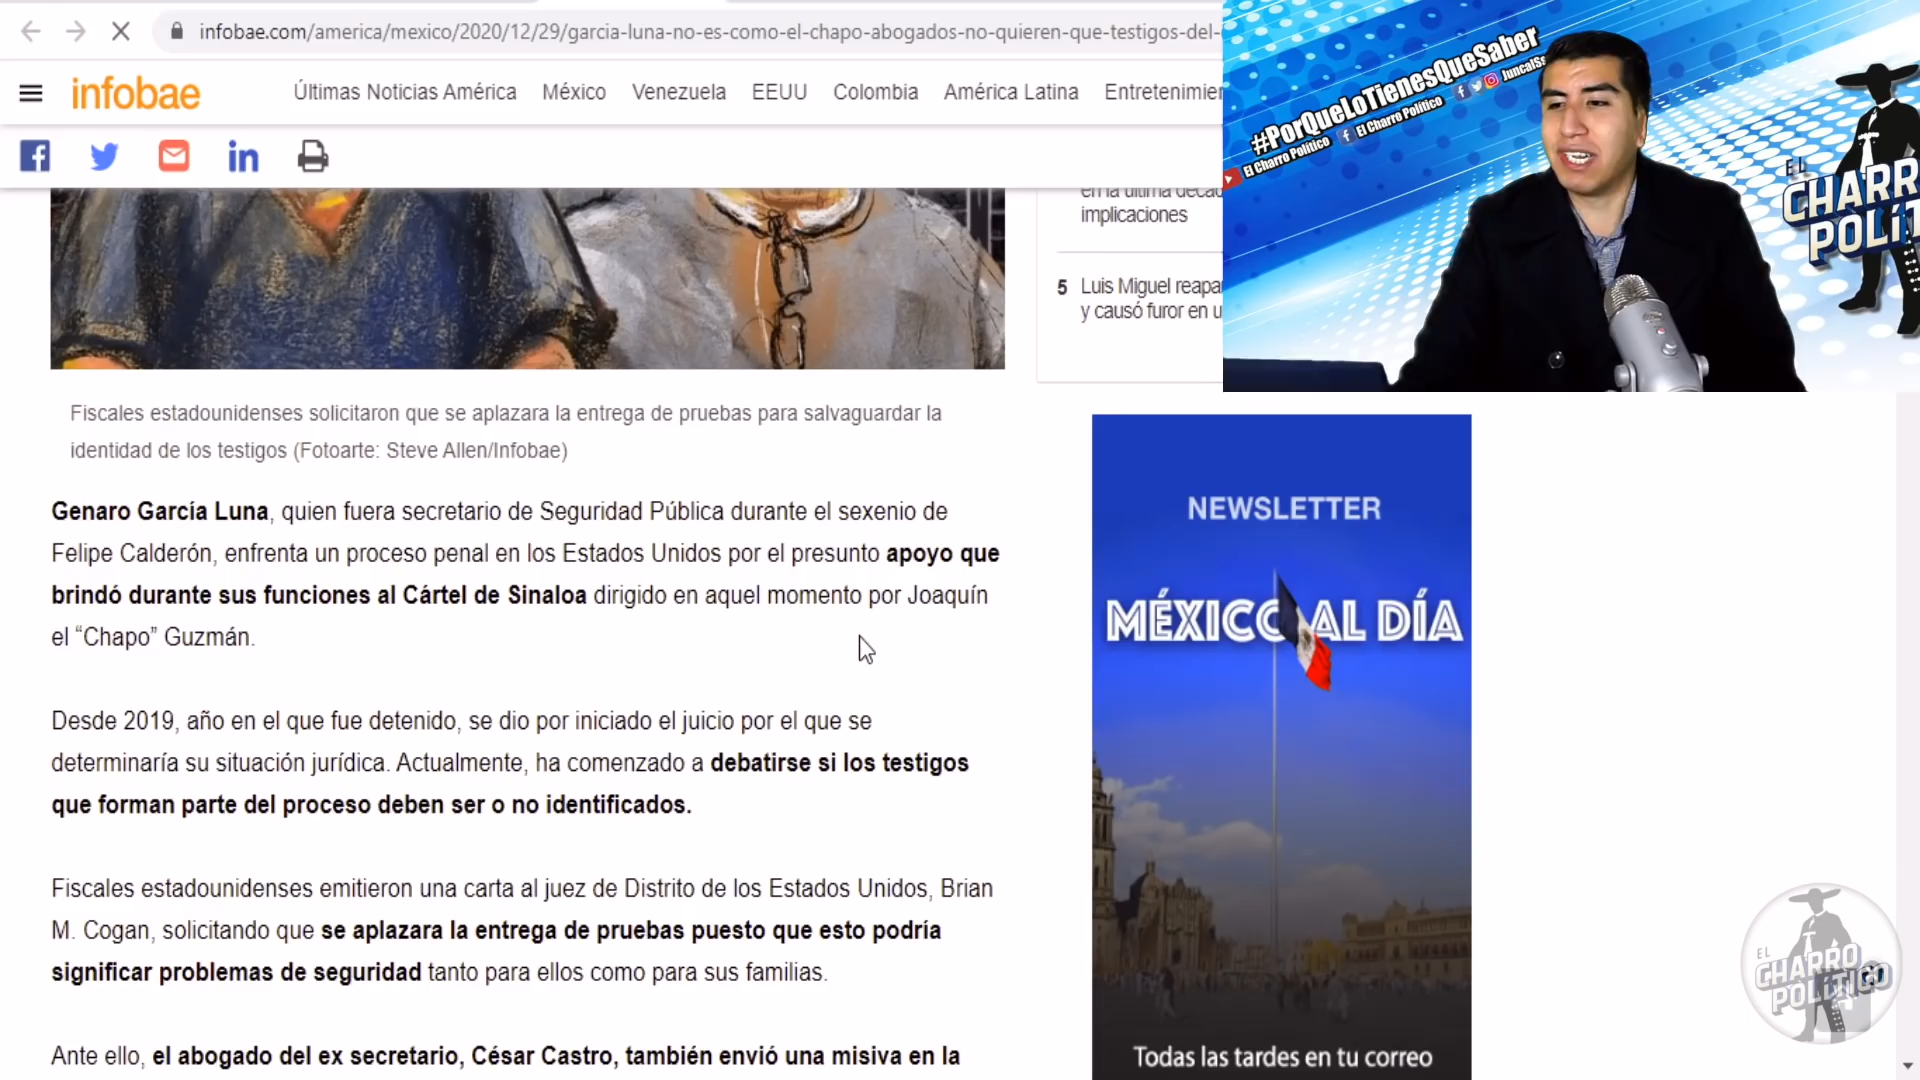 infobae.com/america/mexico/2020/12/29/garcia-luna-no-es-como-el-chapo-abogados-no-quieren-que-testigos-del-
infobae
Últimas Noticias América México Venezuela EEUU Colombia América Latina
en la última
implicaciones
5 Luis Miguel
y causó furor en
#PorQueLoTienesQueSaber
El Charro Político El Charro Político
EL
CHARR
POLÍT
Fiscales estadounidenses solicitaron que se aplazara la entrega de pruebas para salvaguardar la
identidad de los testigos (Fotoarte: Steve Allen/Infobae)
Genaro García Luna, quien fuera secretario de Seguridad Pública durante el sexenio de
Felipe Calderón, enfrenta un proceso penal en los Estados Unidos por el presunto apoyo que
brindó durante sus funciones al Cártel de Sinaloa dirigido en aquel momento por Joaquín
el “Chapo” Guzmán.
Desde 2019, año en el que fue detenido, se dio por iniciado el juicio por el que se
determinaría su situación jurídica. Actualmente, ha comenzado a debatirse si los testigos
que forman parte del proceso deben ser o no identificados.
Fiscales estadounidenses emitieron una carta al juez de Distrito de los Estados Unidos, Brian
M. Cogan, solicitando que se aplazara la entrega de pruebas puesto que esto podría
significar problemas de seguridad tanto para ellos como para sus familias.
Ante ello, el abogado del ex secretario, César Castro, también envió una misiva en la
NEWSLETTER
MÉXICO AL DÍA
Todas las tardes en tu correo
EL
CHARRO
POLÍTICO